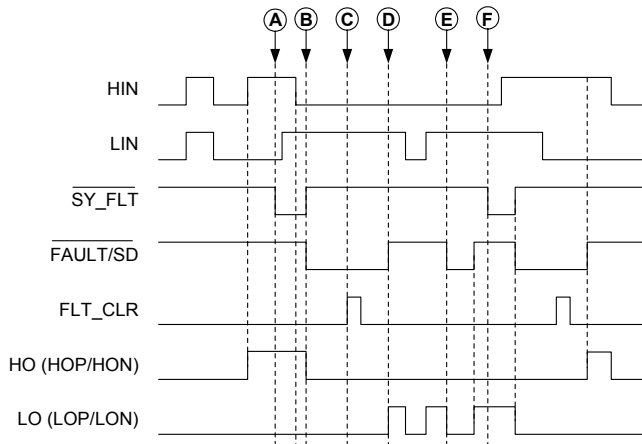 A B C D E F
HIN
LIN
SY_FLT
FAULT/SD
FLT_CLR
HO (HOP/HON)
LO (LOP/LON)